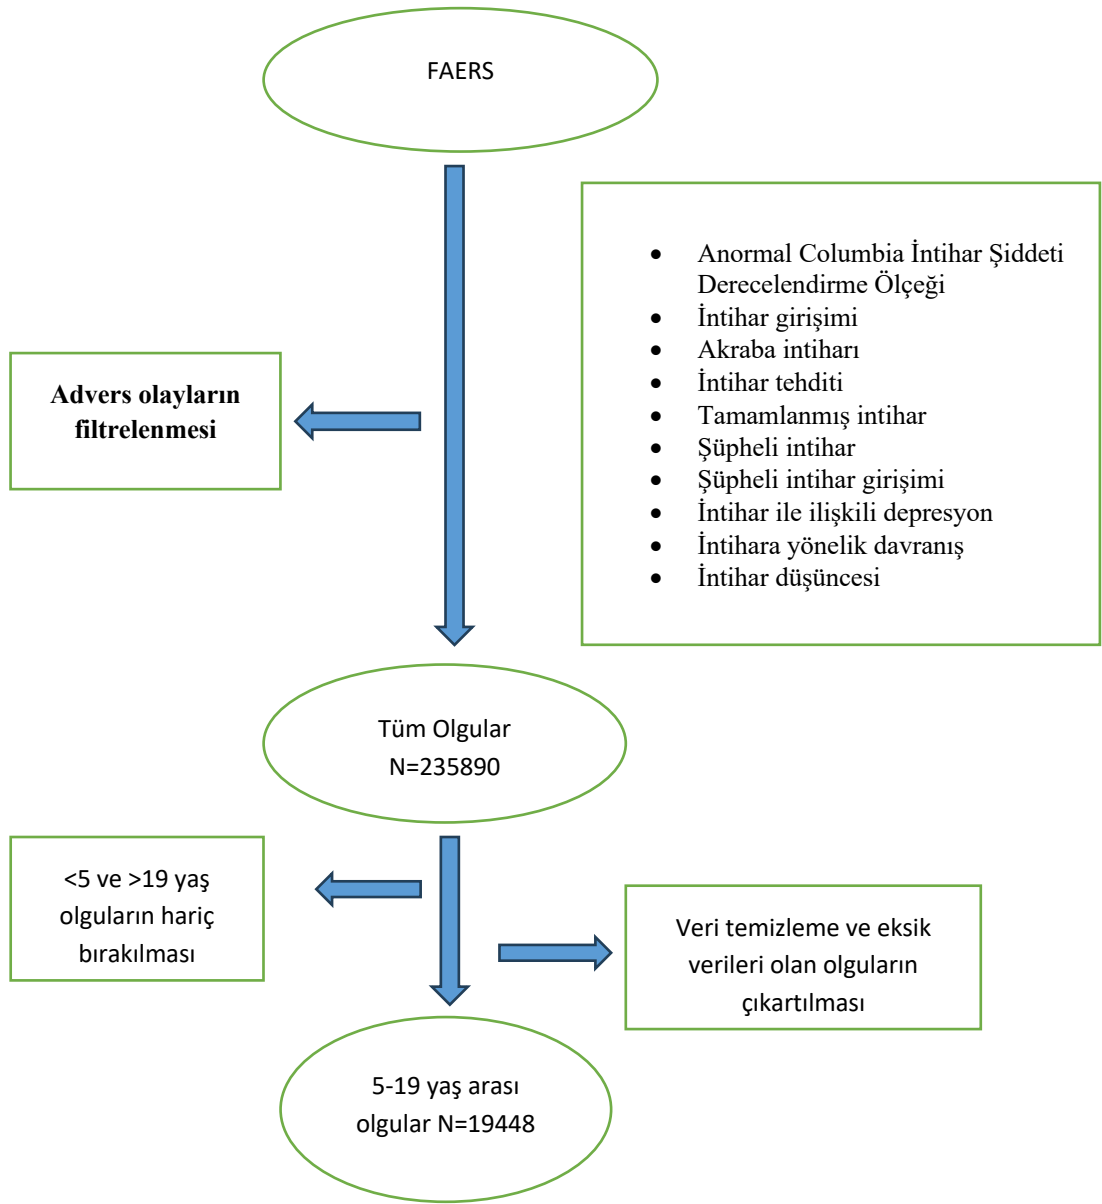 FAERS
• Anormal Columbia İntihar Şiddeti
Derecelendirme Ölçeği
• İntihar girişimi
• Akraba intiharı
• İntihar tehditi
• Tamamlanmış intihar
• Şüpheli intihar
• Şüpheli intihar girişimi
• İntihar ile ilişkili depresyon
• İntihara yönelik davranış
• İntihar düşüncesi
Advers olayların
filtrelenmesi
Tüm Olgular
N=235890
<5 ve >19 yaş
olguların hariç
bırakılması
Veri temizleme ve eksik
verileri olan olguların
çıkartılması
5-19 yaş arası
olgular N=19448